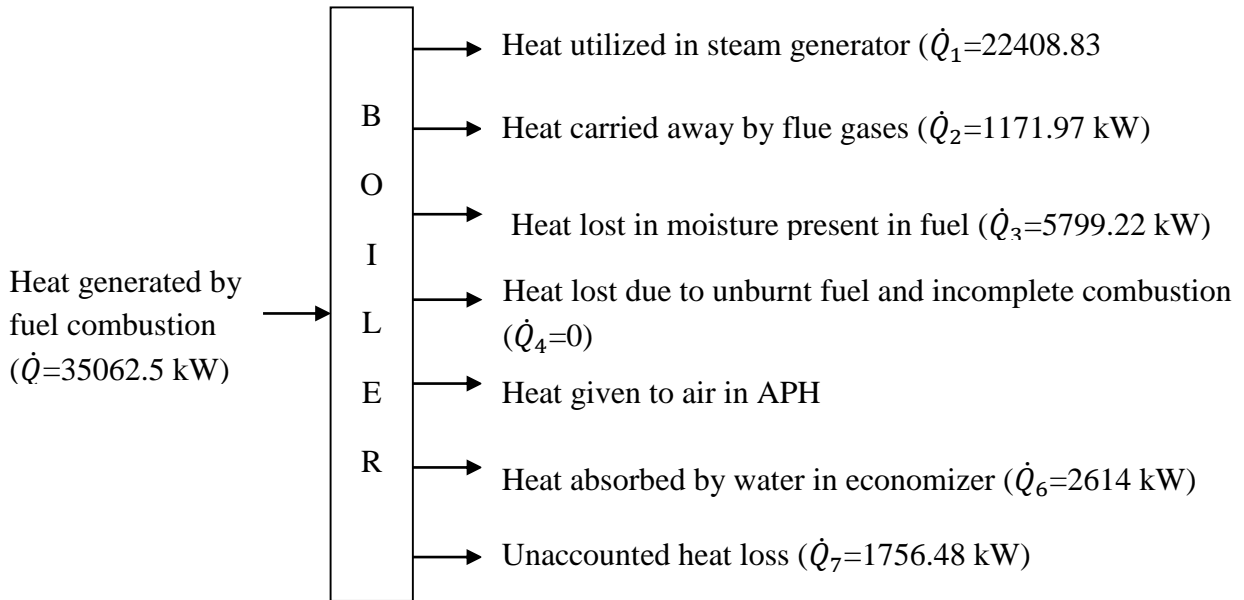 Heat utilized in steam generator (Q̇₁=22408.83
Heat carried away by flue gases (Q̇₂=1171.97 kW)
Heat lost in moisture present in fuel (Q̇₃=5799.22 kW)
Heat generated by
fuel combustion
(Q̇=35062.5 kW)
B
O
I
L
E
R
Heat lost due to unburnt fuel and incomplete combustion
(Q̇₄=0)
Heat given to air in APH
Heat absorbed by water in economizer (Q̇₆=2614 kW)
Unaccounted heat loss (Q̇₇=1756.48 kW)